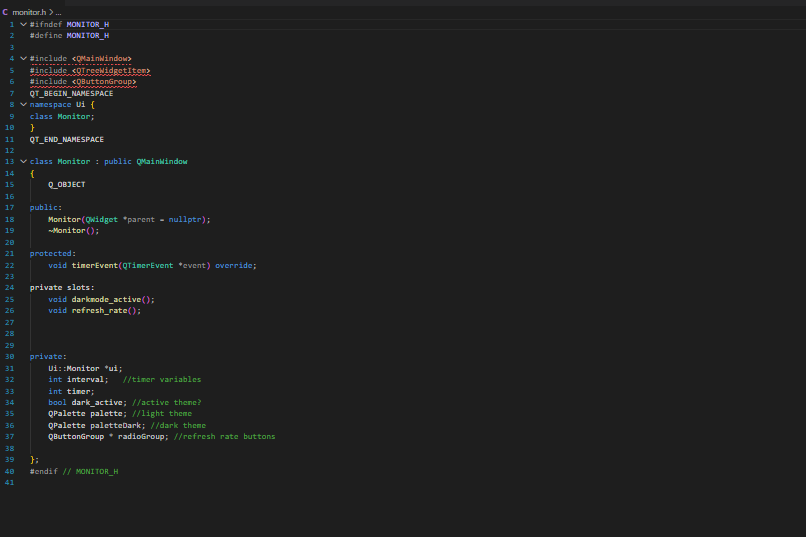 C monitor.h > ...
1 #ifndef MONITOR_H
2 #define MONITOR_H
3
4 #include <QMainWindow>
5 #include <QTreeWidgetItem>
6 #include <QButtonGroup>
7 QT_BEGIN_NAMESPACE
8 namespace Ui {
9 class Monitor;
10 }
11 QT_END_NAMESPACE
12
13 class Monitor : public QMainWindow
14 {
15     Q_OBJECT
16
17 public:
18     Monitor(QWidget *parent = nullptr);
19     ~Monitor();
20
21 protected:
22     void timerEvent(QTimerEvent *event) override;
23
24 private slots:
25     void darkmode_active();
26     void refresh_rate();
27
28
29
30 private:
31     Ui::Monitor *ui;
32     int interval;   //timer variables
33     int timer;
34     bool dark_active; //active theme?
35     QPalette palette; //light theme
36     QPalette paletteDark; //dark theme
37     QButtonGroup * radioGroup; //refresh rate buttons
38
39 };
40 #endif // MONITOR_H
41